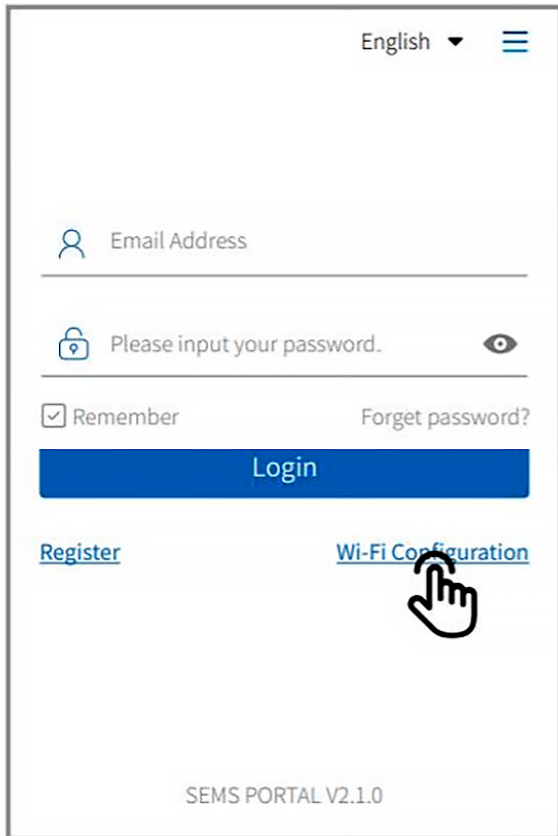 English
Email Address
Please input your password.
Remember Forget password?
Login
Register Wi-Fi Configuration
SEMS PORTAL V2.1.0